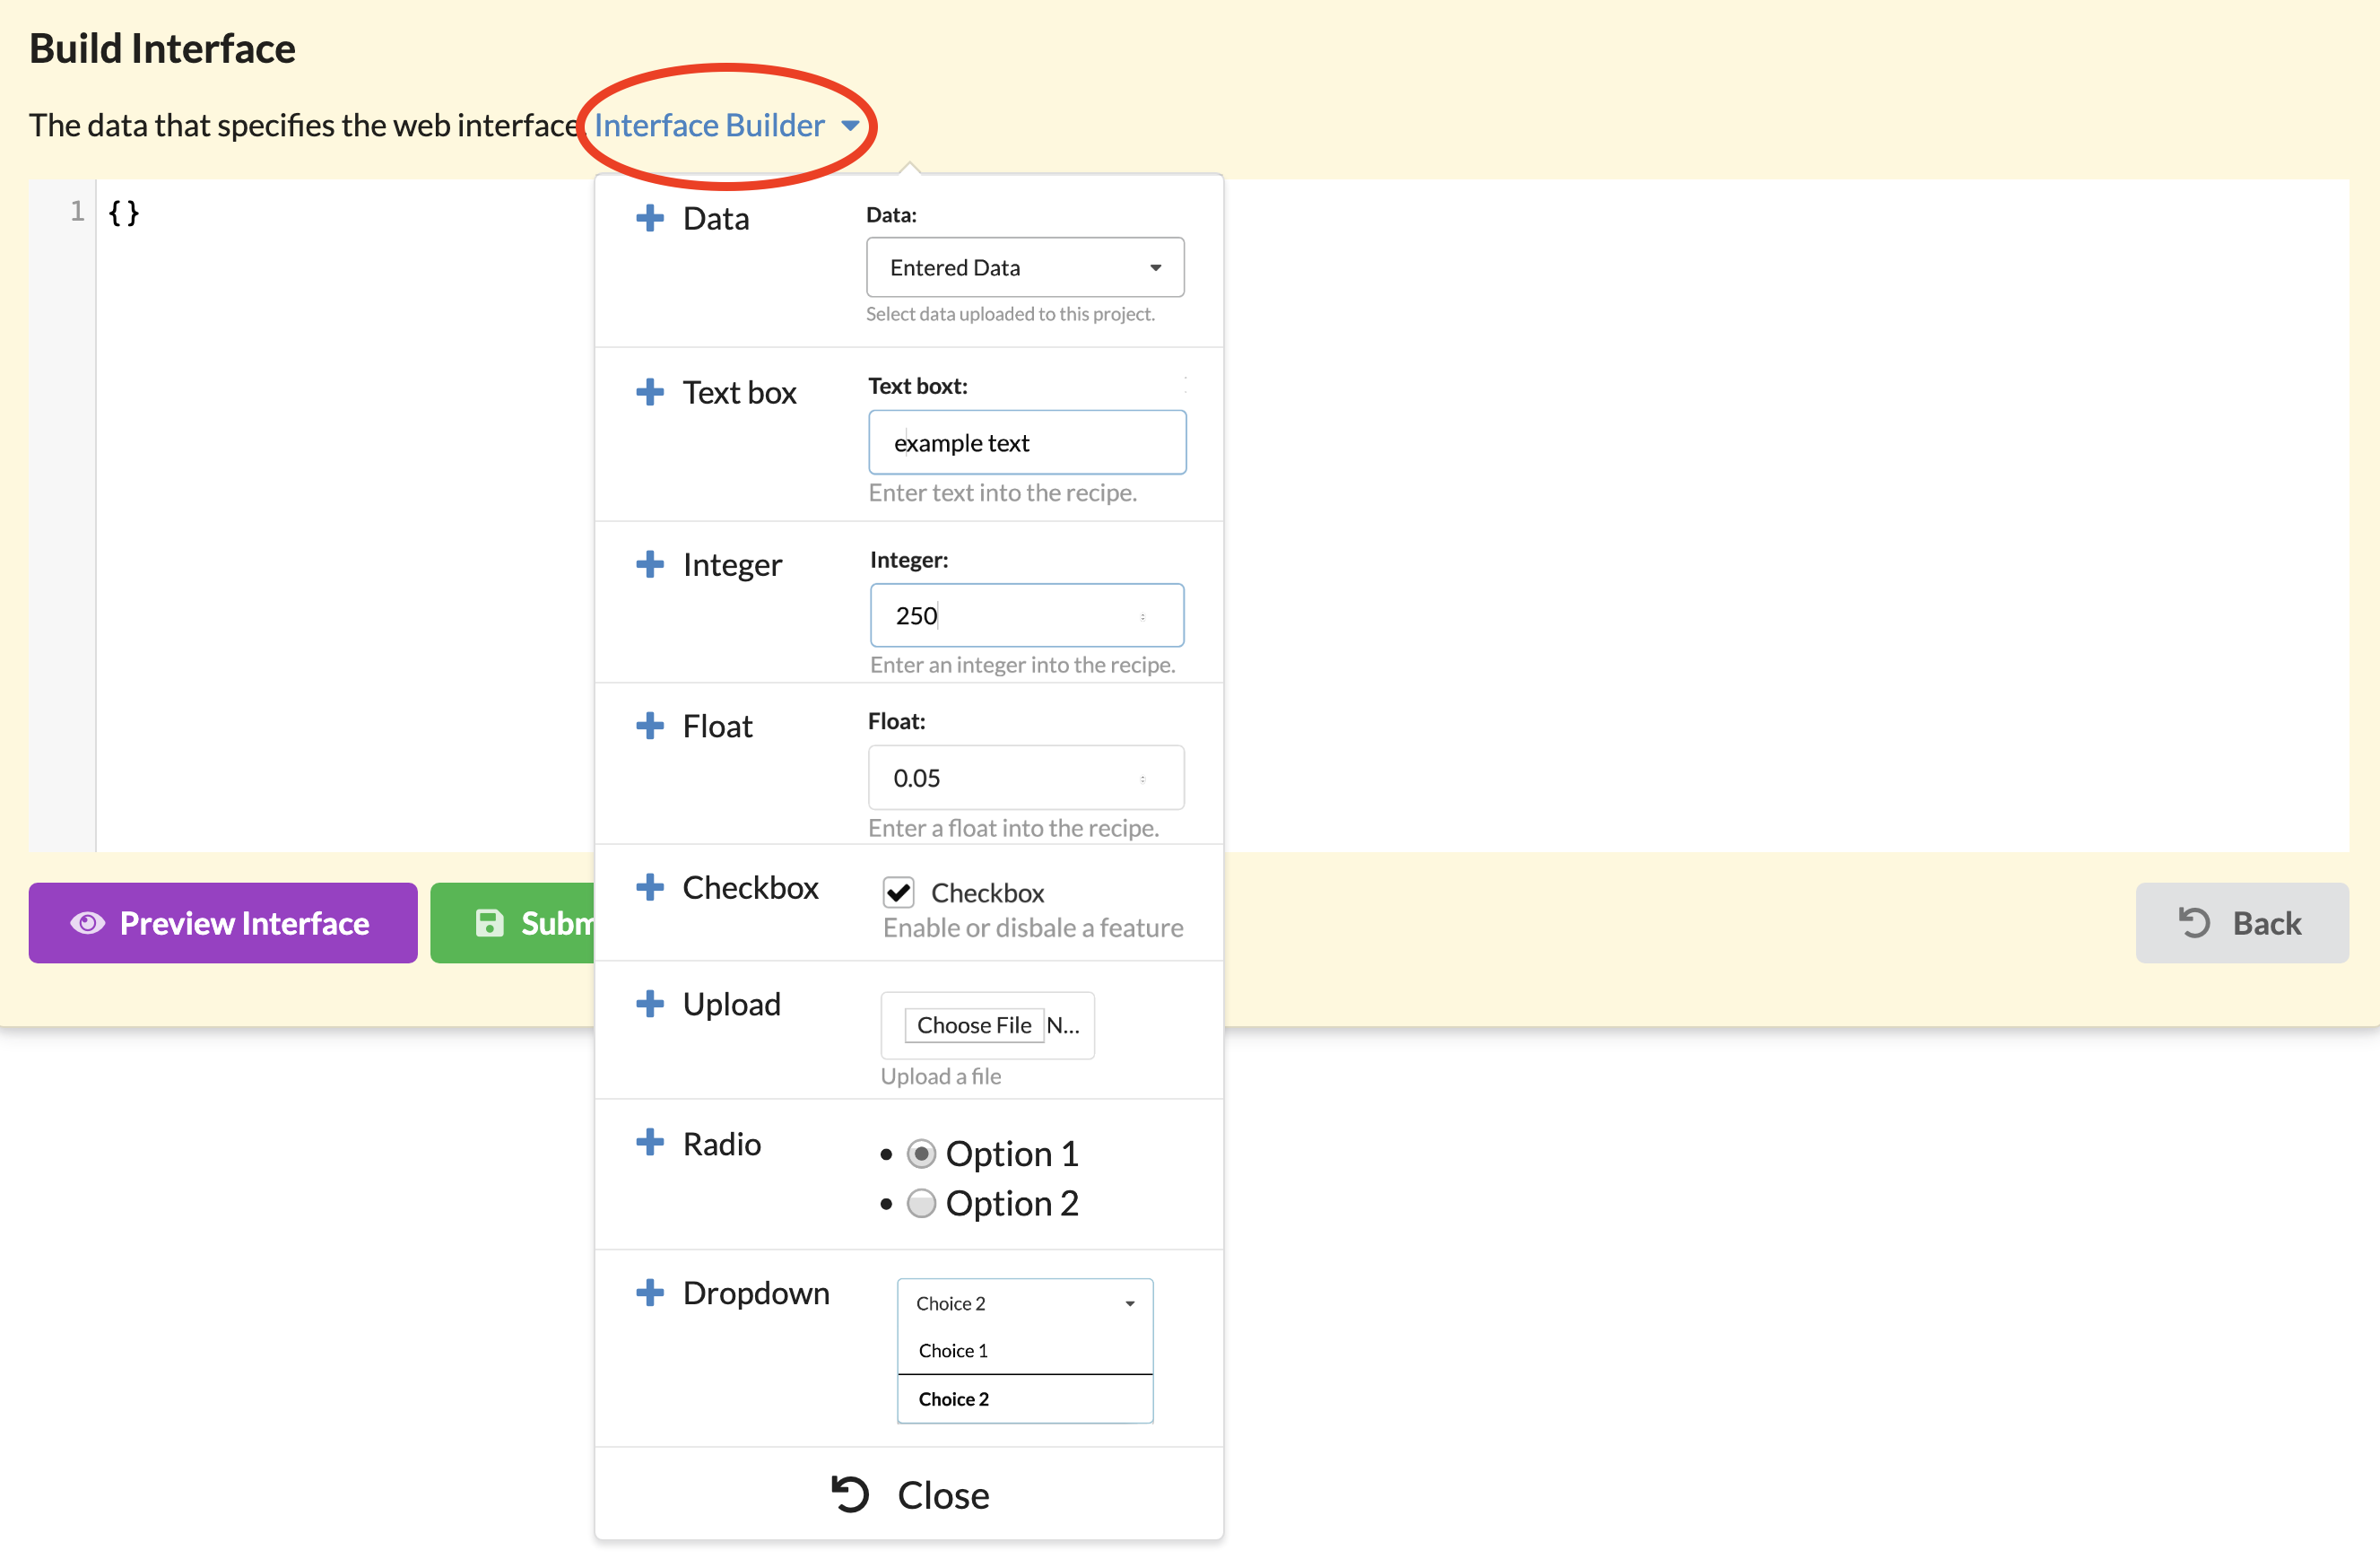 Build Interface
The data that specifies the web interface. Interface Builder
1 {}
Data
Data:
Entered Data
Select data uploaded to this project.
Text box
Text boxt:
example text
Enter text into the recipe.
Integer
Integer:
250
Enter an integer into the recipe.
Float
Float:
0.05
Enter a float into the recipe.
Checkbox
Checkbox
Enable or disbale a feature
Preview Interface
Subm
Back
Upload
Choose File N...
Upload a file
Radio
Option 1
Option 2
Dropdown
Choice 2
Choice 1
Choice 2
Close